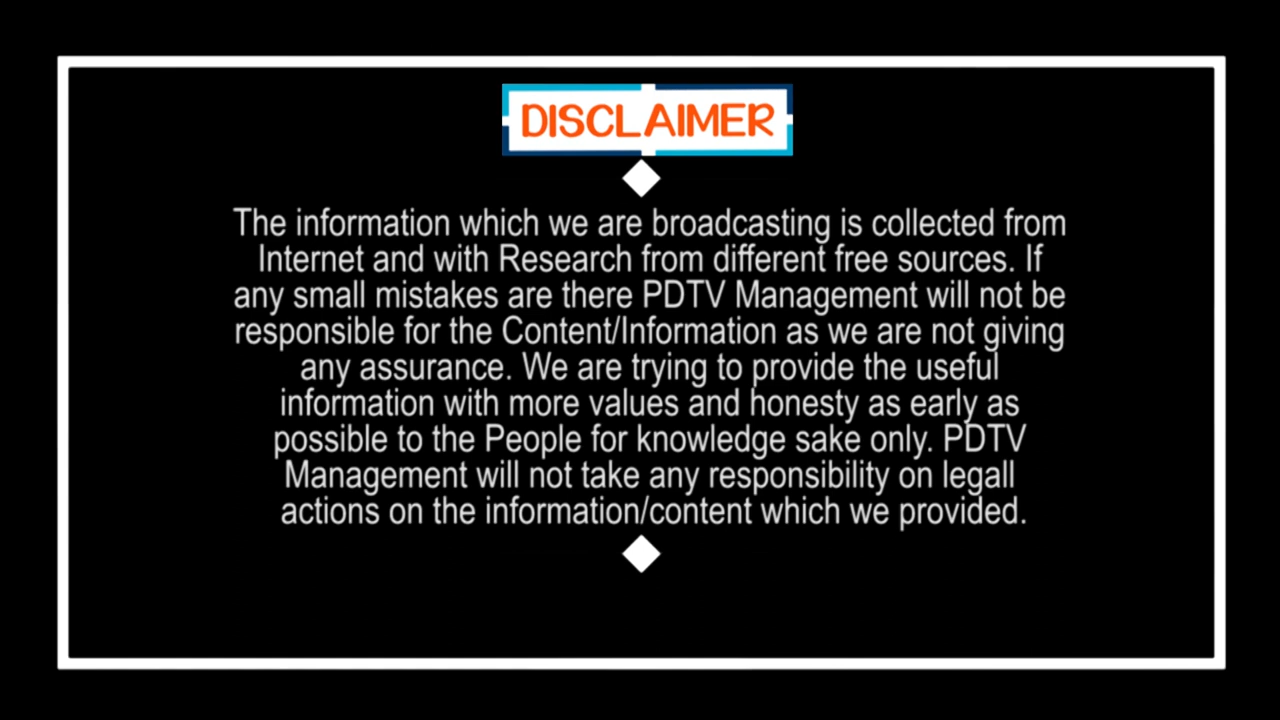 DISCLAIMER
The information which we are broadcasting is collected from
Internet and with Research from different free sources. If
any small mistakes are there PDTV Management will not be
responsible for the Content/Information as we are not giving
any assurance. We are trying to provide the useful
information with more values and honesty as early as
possible to the People for knowledge sake only. PDTV
Management will not take any responsibility on legall
actions on the information/content which we provided.